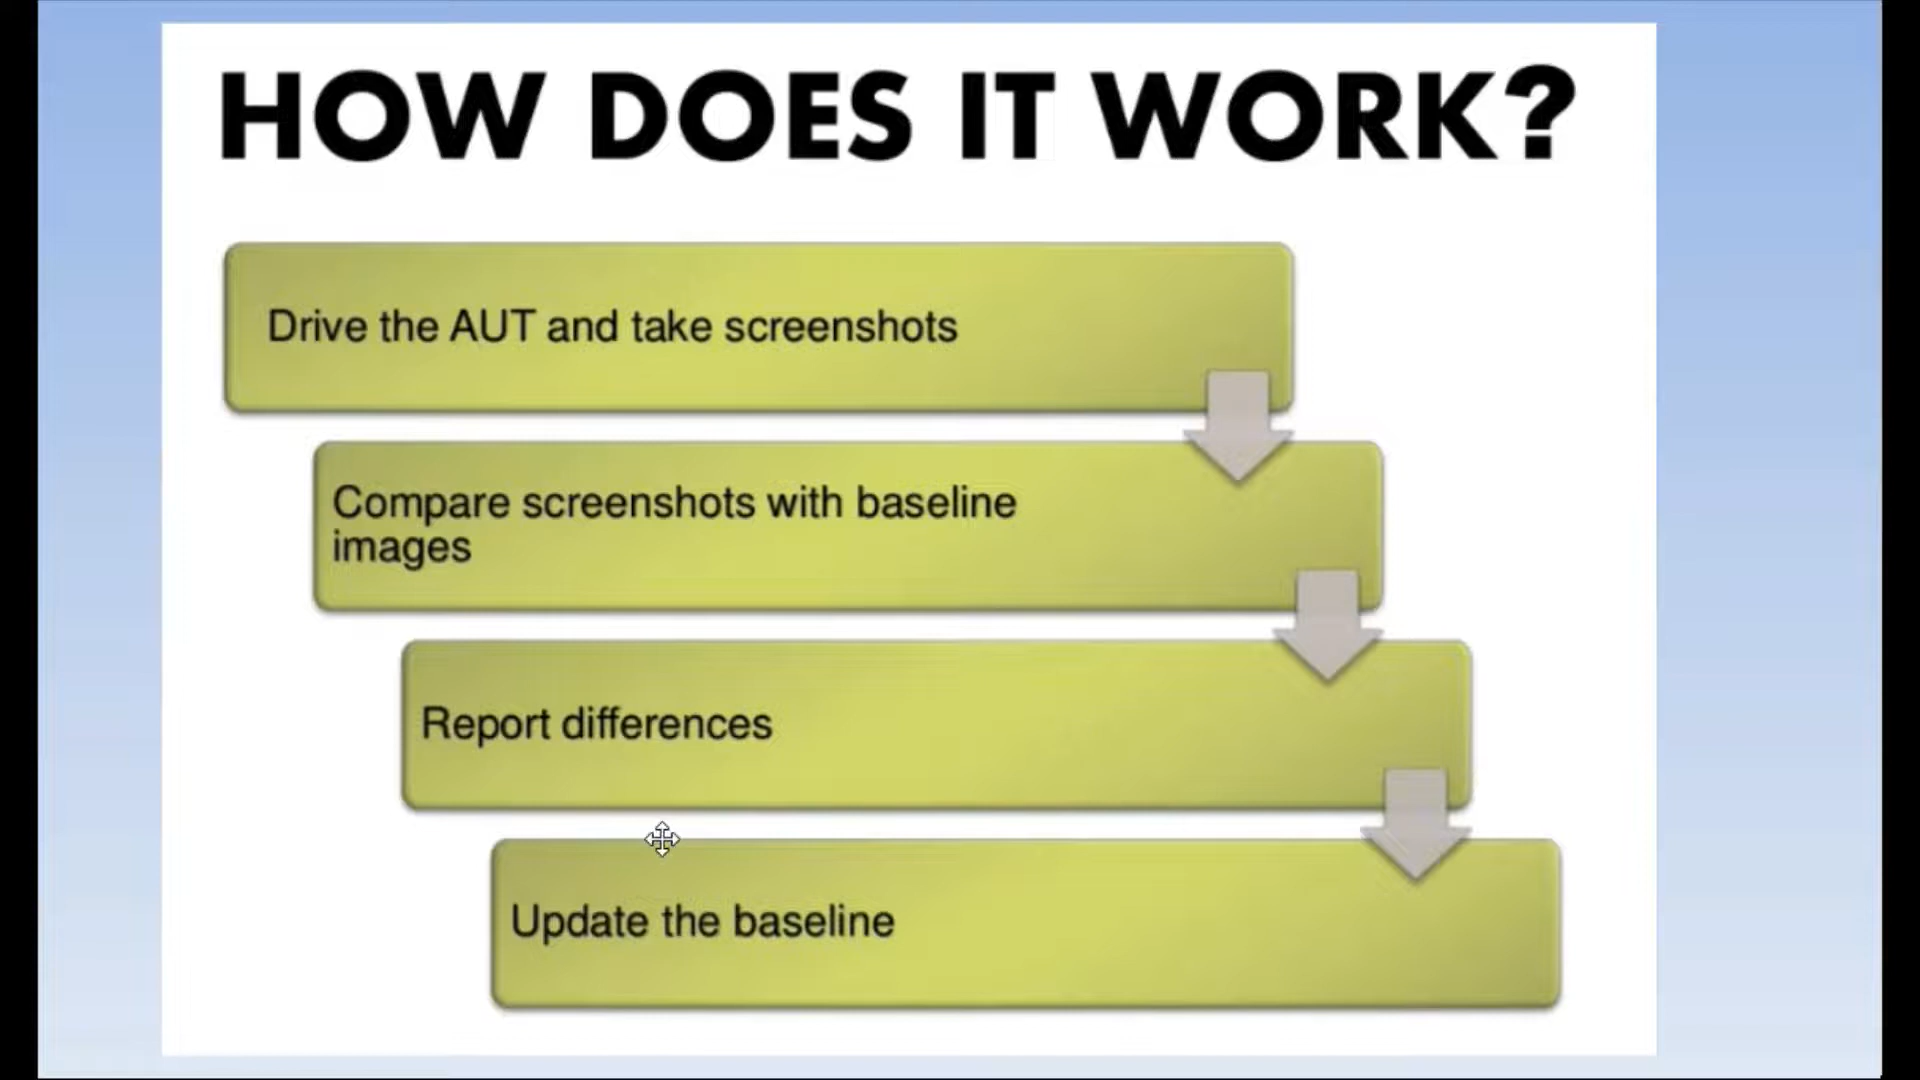 HOW DOES IT WORK?
Drive the AUT and take screenshots
Compare screenshots with baseline
images
Report differences
Update the baseline